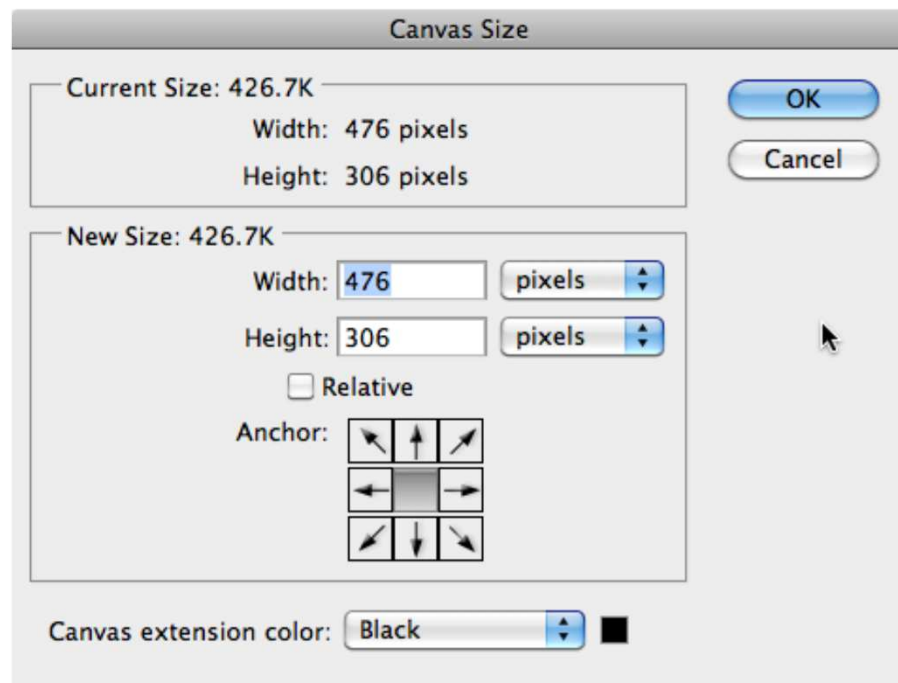 Canvas Size
Current Size: 426.7K
OK
Width: 476 pixels
Cancel
Height: 306 pixels
New Size: 426.7K
Width: 476 pixels
Height: 306 pixels
Relative
Anchor:
Canvas extension color: Black